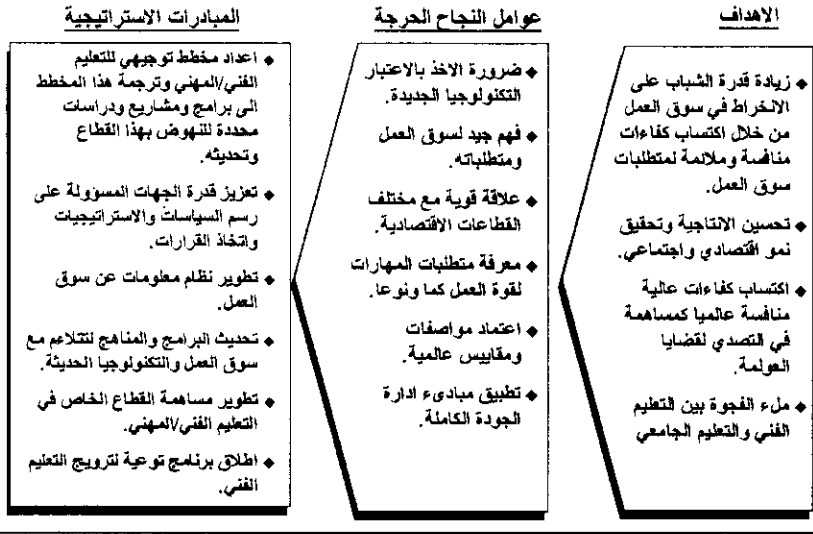 الاهداف
◆ زيادة قدرة الشباب على
الانخراط في سوق العمل
من خلال اكتساب كفاءات
منافسة وملائمة لمتطلبات
سوق العمل.
◆ تحسين الانتاجية وتحقيق
نمو اقتصادي واجتماعي.
◆ اكتساب كفاءات عالية
منافسة عالميا كمساهمة
في التصدي لقضايا
العولمة.
◆ ملء الفجوة بين التعليم
الفني والتعليم الجامعي
عوامل النجاح الحرجة
◆ ضرورة الاخذ بالاعتبار
التكنولوجيا الجديدة.
◆ فهم جيد لسوق العمل
ومتطلباته.
◆ علاقة قوية مع مختلف
القطاعات الاقتصادية.
◆ معرفة متطلبات المهارات
لقوة العمل كما ونوعا.
◆ اعتماد مواصفات
ومقاييس عالمية.
◆ تطبيق مبادىء ادارة
الجودة الكاملة.
المبادرات الاستراتيجية
◆ اعداد مخطط توجيهي للتعليم
الفني/المهني وترجمة هذا المخطط
الى برامج ومشاريع ودراسات
محددة للنهوض بهذا القطاع
وتحديثه.
◆ تعزيز قدرة الجهات المسؤولة على
رسم السياسات والاستراتيجيات
واتخاذ القرارات.
◆ تطوير نظام معلومات عن سوق
العمل.
◆ تحديث البرامج والمناهج لتتلاءم مع
سوق العمل والتكنولوجيا الحديثة.
◆ تطوير مساهمة القطاع الخاص في
التعليم الفني/المهني.
◆ اطلاق برنامج توعية لترويج التعليم
الفني.